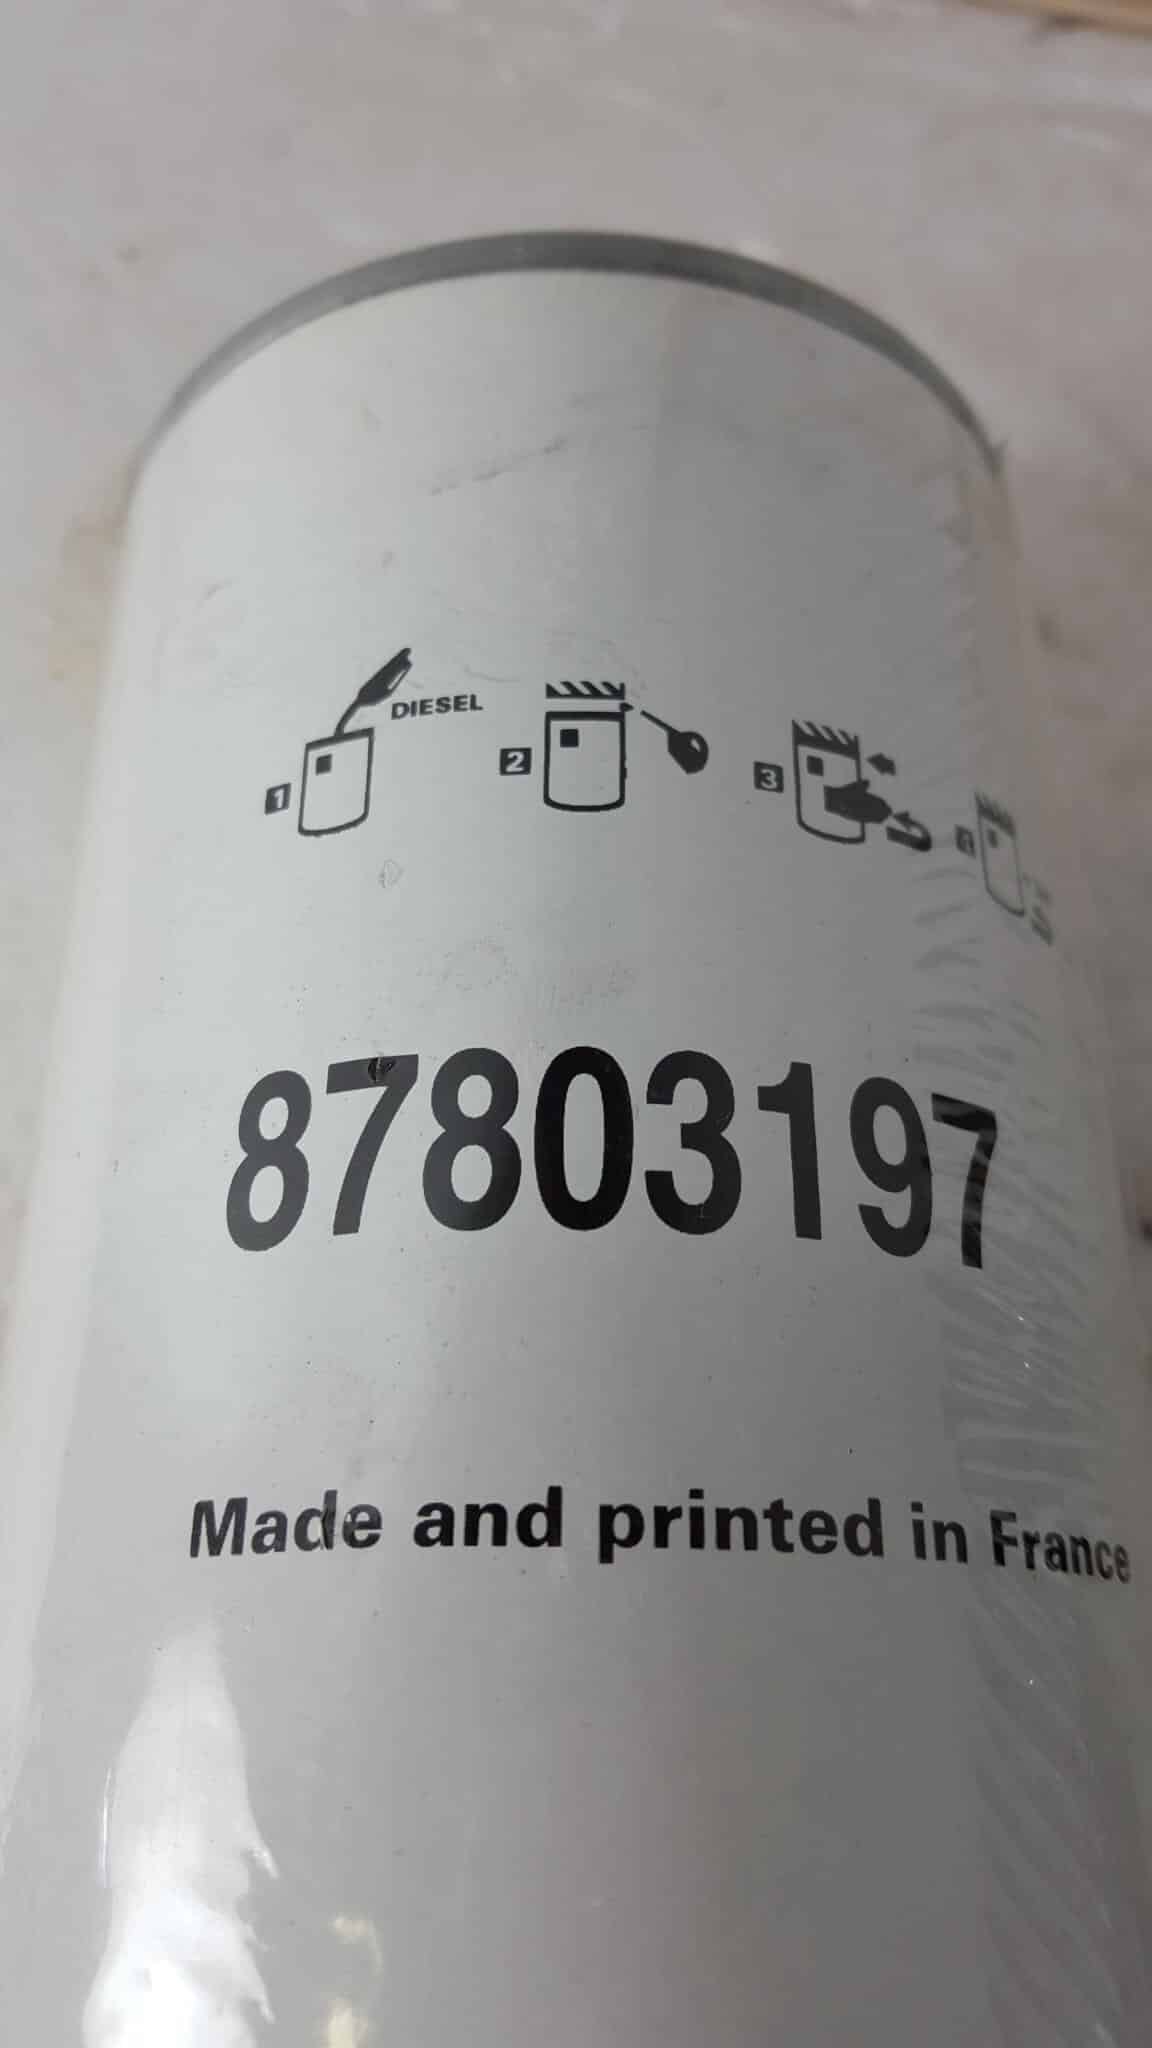 DIESEL
1 2 3
87803197
Made and printed in France